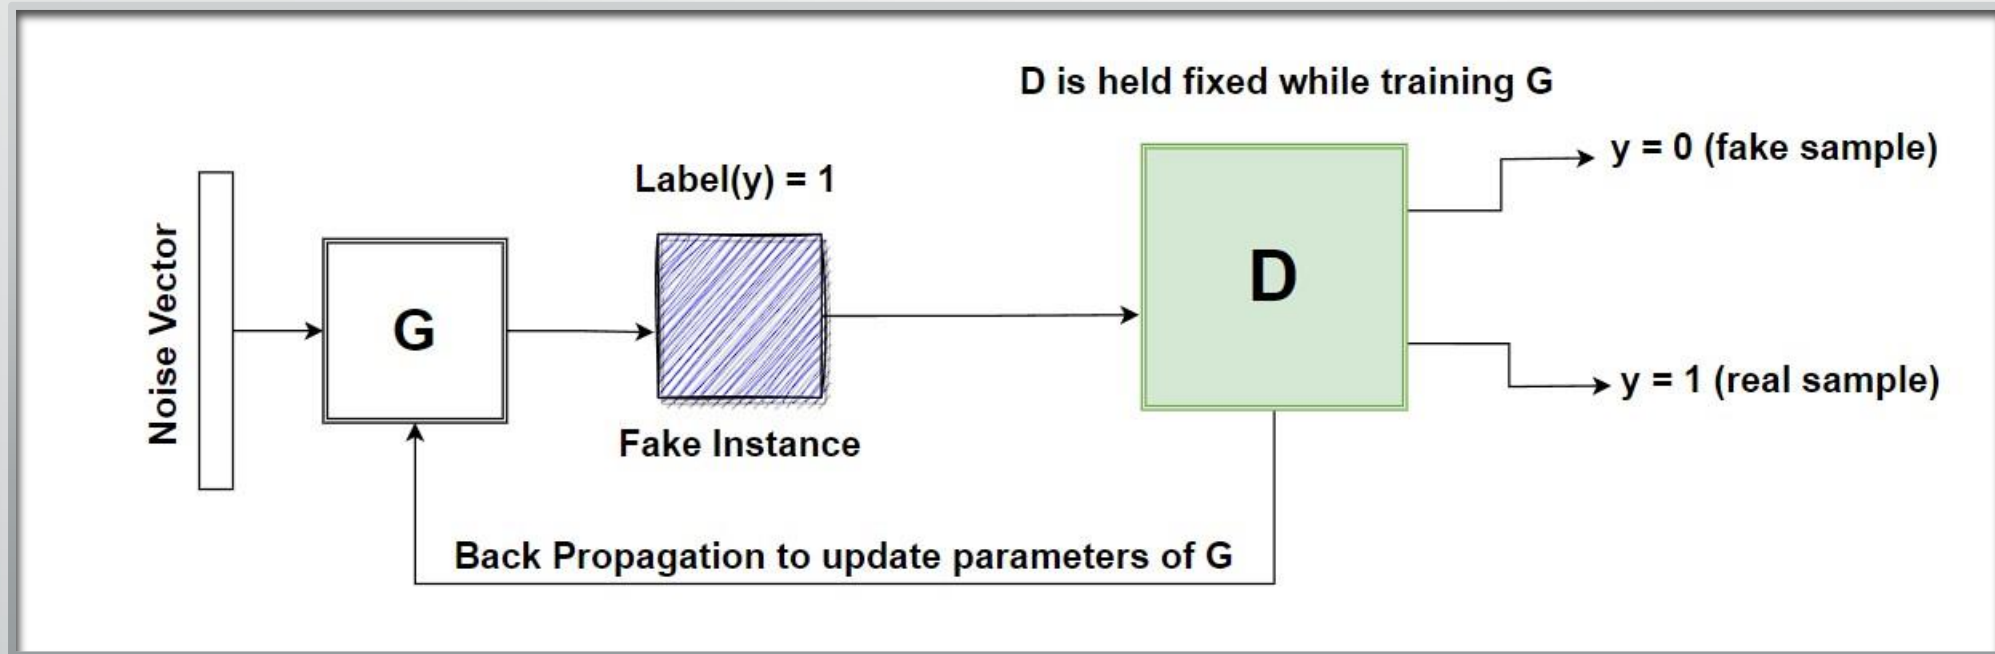 D is held fixed while training G
y = 0 (fake sample)
Label(y) = 1
Noise Vector
G
D
y = 1 (real sample)
Fake Instance
Back Propagation to update parameters of G